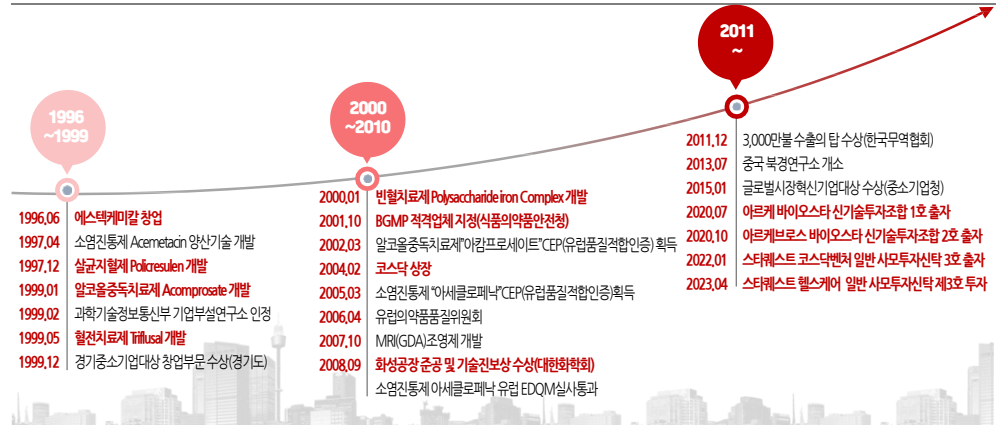 1996
~1999
1996.06 에스텍케미칼 창업
1997.04 소염진통제 Acemetacin 양산기술 개발
1997.12 살균지혈제 Policresulen 개발
1999.01 알코올중독치료제 Acomprosate 개발
1999.02 과학기술정보통신부 기업부설연구소 인정
1999.05 혈전치료제 Triflusal 개발
1999.12 경기중소기업대상 창업부문 수상(경기도)
2000
~2010
2000.01 빈혈치료제 Polysaccharide iron Complex 개발
2001.10 BGMP 적격업체 지정(식품의약품안전청)
2002.03 알코올중독치료제"아캄프로세이트"CEP(유럽품질적합인증) 획득
2004.02 코스닥 상장
2005.03 소염진통제 "아세클로페낙"CEP(유럽품질적합인증)획득
2006.04 유럽의약품품질위원회
2007.10 MRI(GDA)조영제 개발
2008.09 화성공장 준공 및 기술진보상 수상(대한화학회)
소염진통제 아세클로페낙 유럽 EDQM실사통과
2011
~
2011.12 3,000만불 수출의 탑 수상(한국무역협회)
2013.07 중국 북경연구소 개소
2015.01 글로벌시장혁신기업대상 수상(중소기업청)
2020.07 아르케 바이오스타 신기술투자조합 1호 출자
2020.10 아르케브로스 바이오스타 신기술투자조합 2호 출자
2022.01 스타퀘스트 코스닥벤처 일반 사모투자신탁 3호 출자
2023.04 스타퀘스트 헬스케어 일반 사모투자신탁 제3호 투자